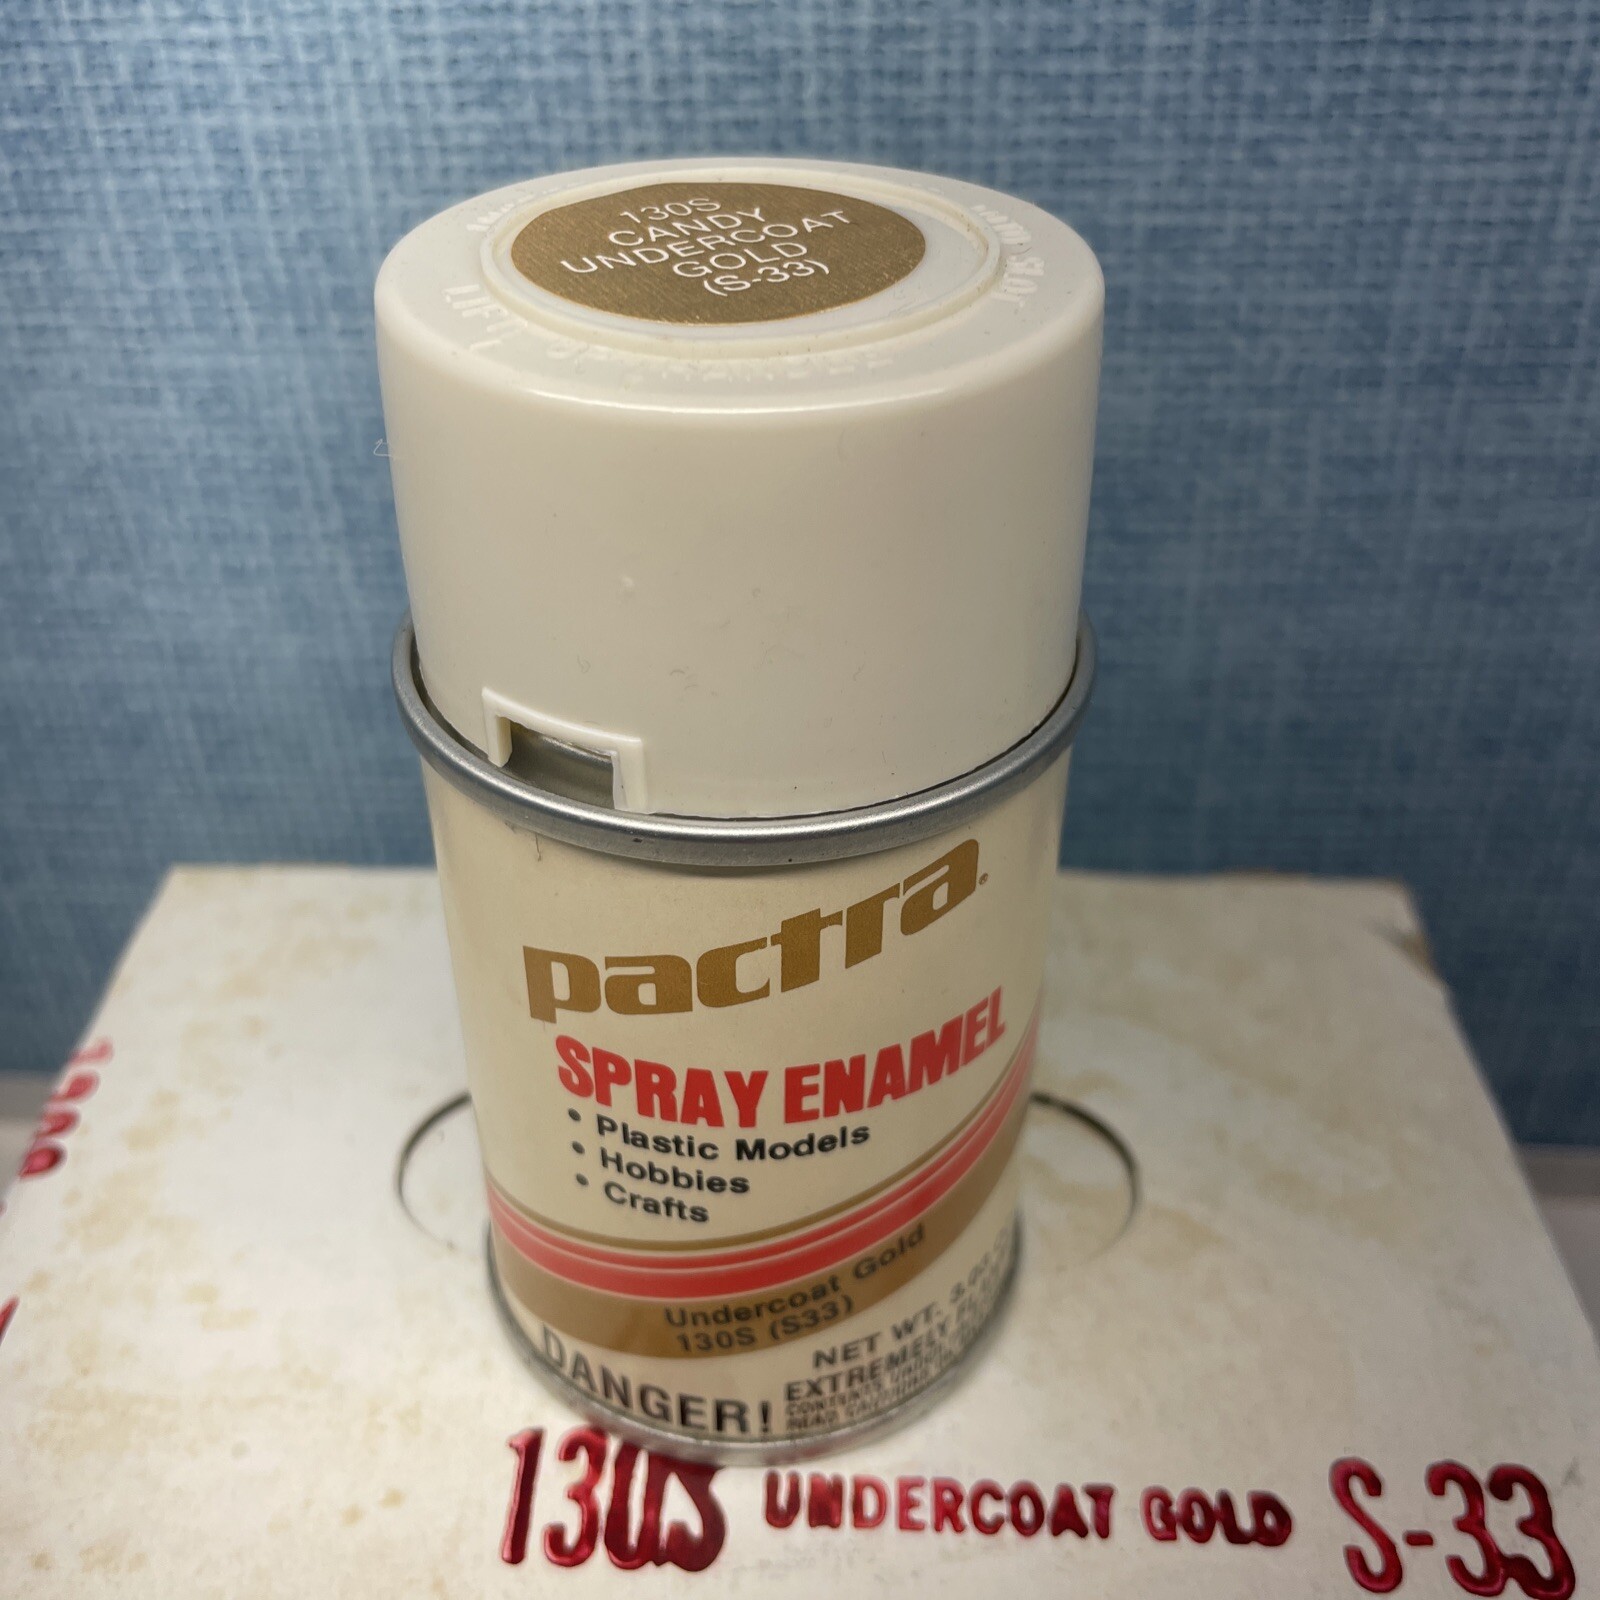 130S
CANDY
UNDERCOAT
GOLD
(S-33)
LIFT
pactra®
SPRAY ENAMEL
• Plastic Models
• Hobbies
• Crafts
Undercoat Gold
130S (S33)
NET WT.
DANGER!
EXTREMELY
130S UNDERCOAT GOLD S-33